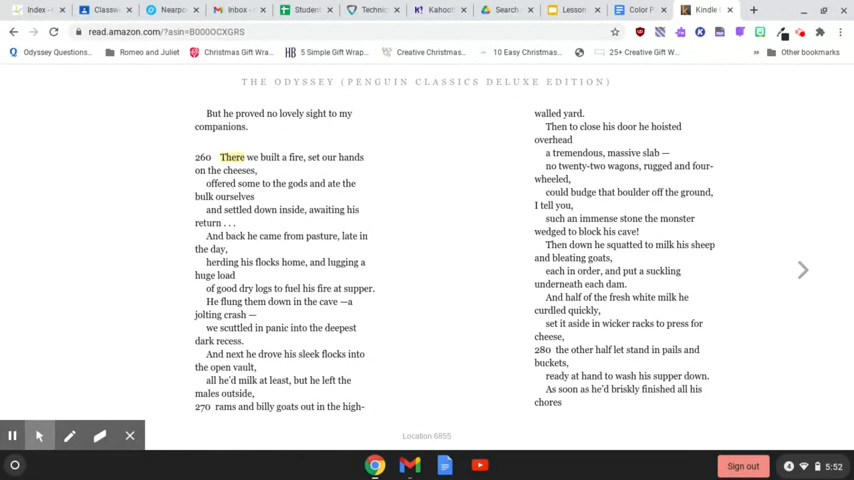 Index -
Classw
Nearpo
Inbox -
Student
Technic
Kahoot
Search
Lesson
Color P
Kindle C
read.amazon.com/?asin=B000OCXGRS
Odyssey Questions...
Romeo and Juliet
Christmas Gift Wra...
5 Simple Gift Wrap...
Creative Christmas...
10 Easy Christmas...
25+ Creative Gift W...
»
Other bookmarks
THE ODYSSEY (PENGUIN CLASSICS DELUXE EDITION)
But he proved no lovely sight to my
companions.
260 There we built a fire, set our hands
on the cheeses,
offered some to the gods and ate the
bulk ourselves
and settled down inside, awaiting his
return . . .
And back he came from pasture, late in
the day,
herding his flocks home, and lugging a
huge load
of good dry logs to fuel his fire at supper.
He flung them down in the cave —a
jolting crash —
we scuttled in panic into the deepest
dark recess.
And next he drove his sleek flocks into
the open vault,
all he'd milk at least, but he left the
males outside,
270 rams and billy goats out in the high-
walled yard.
Then to close his door he hoisted
overhead
a tremendous, massive slab —
no twenty-two wagons, rugged and four-
wheeled,
could budge that boulder off the ground,
I tell you,
such an immense stone the monster
wedged to block his cave!
Then down he squatted to milk his sheep
and bleating goats,
each in order, and put a suckling
underneath each dam.
And half of the fresh white milk he
curdled quickly,
set it aside in wicker racks to press for
cheese,
280 the other half let stand in pails and
buckets,
ready at hand to wash his supper down.
As soon as he'd briskly finished all his
chores
Location 6855
Sign out
4
5:52